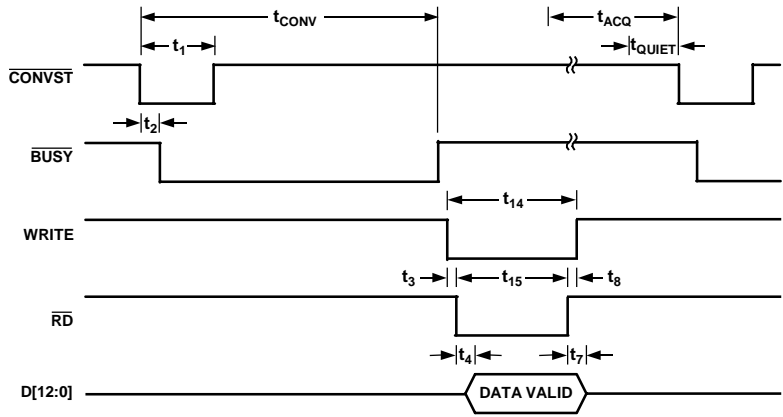 tCONV
tACQ
t1
tQUIET
CONVST
t2
BUSY
t14
WRITE
t3
t15
t8
RD
t4
t7
D[12:0]
DATA VALID